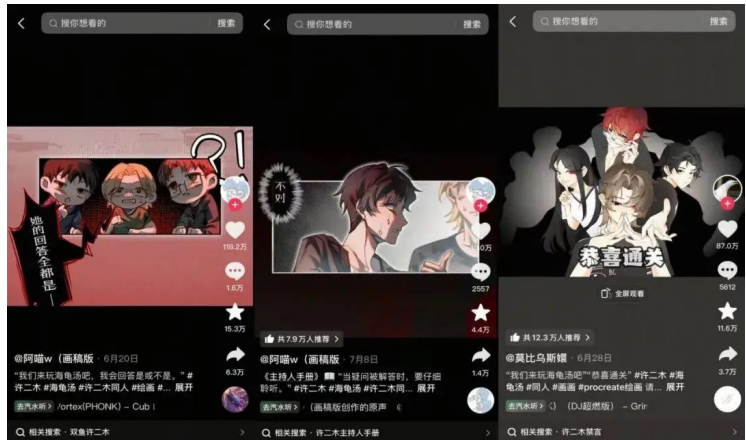 搜你想看的
搜索
?!
她的回答全都是——
118.2万
1.6万
15.3万
6.3万
@阿喵w（画稿版 · 6月20日
“我们来玩海龟汤吧，我会回答是或不是。” #
许二木 #海龟汤 #许二木同人 #绘画 #... 展开
去汽水听 > /ortex(PHONK) – Cub
相关搜索 · 双鱼许二木
搜你想看的
搜索
不对
2557
4.4万
1.4万
共7.9万人推荐 >
@阿喵w（画稿版 · 7月8日
《主持人手册》 “当疑问被解答时，要仔细
聆听。” #许二木 #海龟汤 #许二木同... 展开
去汽水听 > （画稿版创作的原声
相关搜索 · 许二木主持人手册
搜你想看的
搜索
恭喜通关
87.0万
5612
11.6万
3.7万
全屏观看
共12.3万人推荐 >
@莫比乌斯嬛 · 6月28日
“我们来玩海龟汤吧”“恭喜通关” #许二木 #海
龟汤 #同人 #画画 #procreate绘画 请... 展开
去汽水听 > （DJ超燃版） – Grir
相关搜索 · 许二木禁言